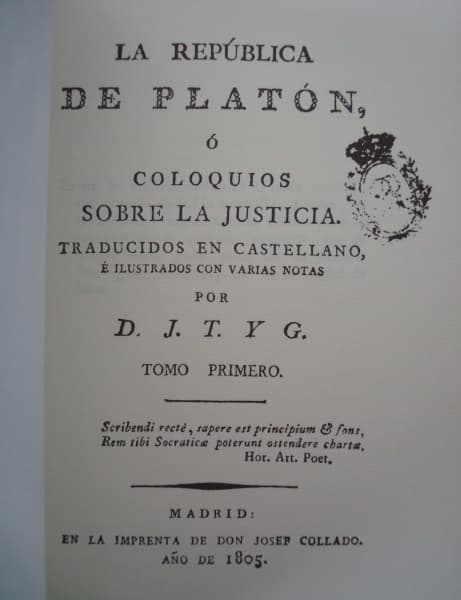 LA REPÚBLICA
DE PLATÓN,
Ó
COLOQUIOS
SOBRE LA JUSTICIA.
TRADUCIDOS EN CASTELLANO,
É ILUSTRADOS CON VARIAS NOTAS
POR
D. J. T. Y G.
TOMO PRIMERO.
Scribendi recté, sapere est principium & fons,
Rem tibi Socraticæ poterunt ostendere chartæ.
Hor. Art. Poet.
MADRID:
EN LA IMPRENTA DE DON JOSEF COLLADO.
AÑO DE 1805.